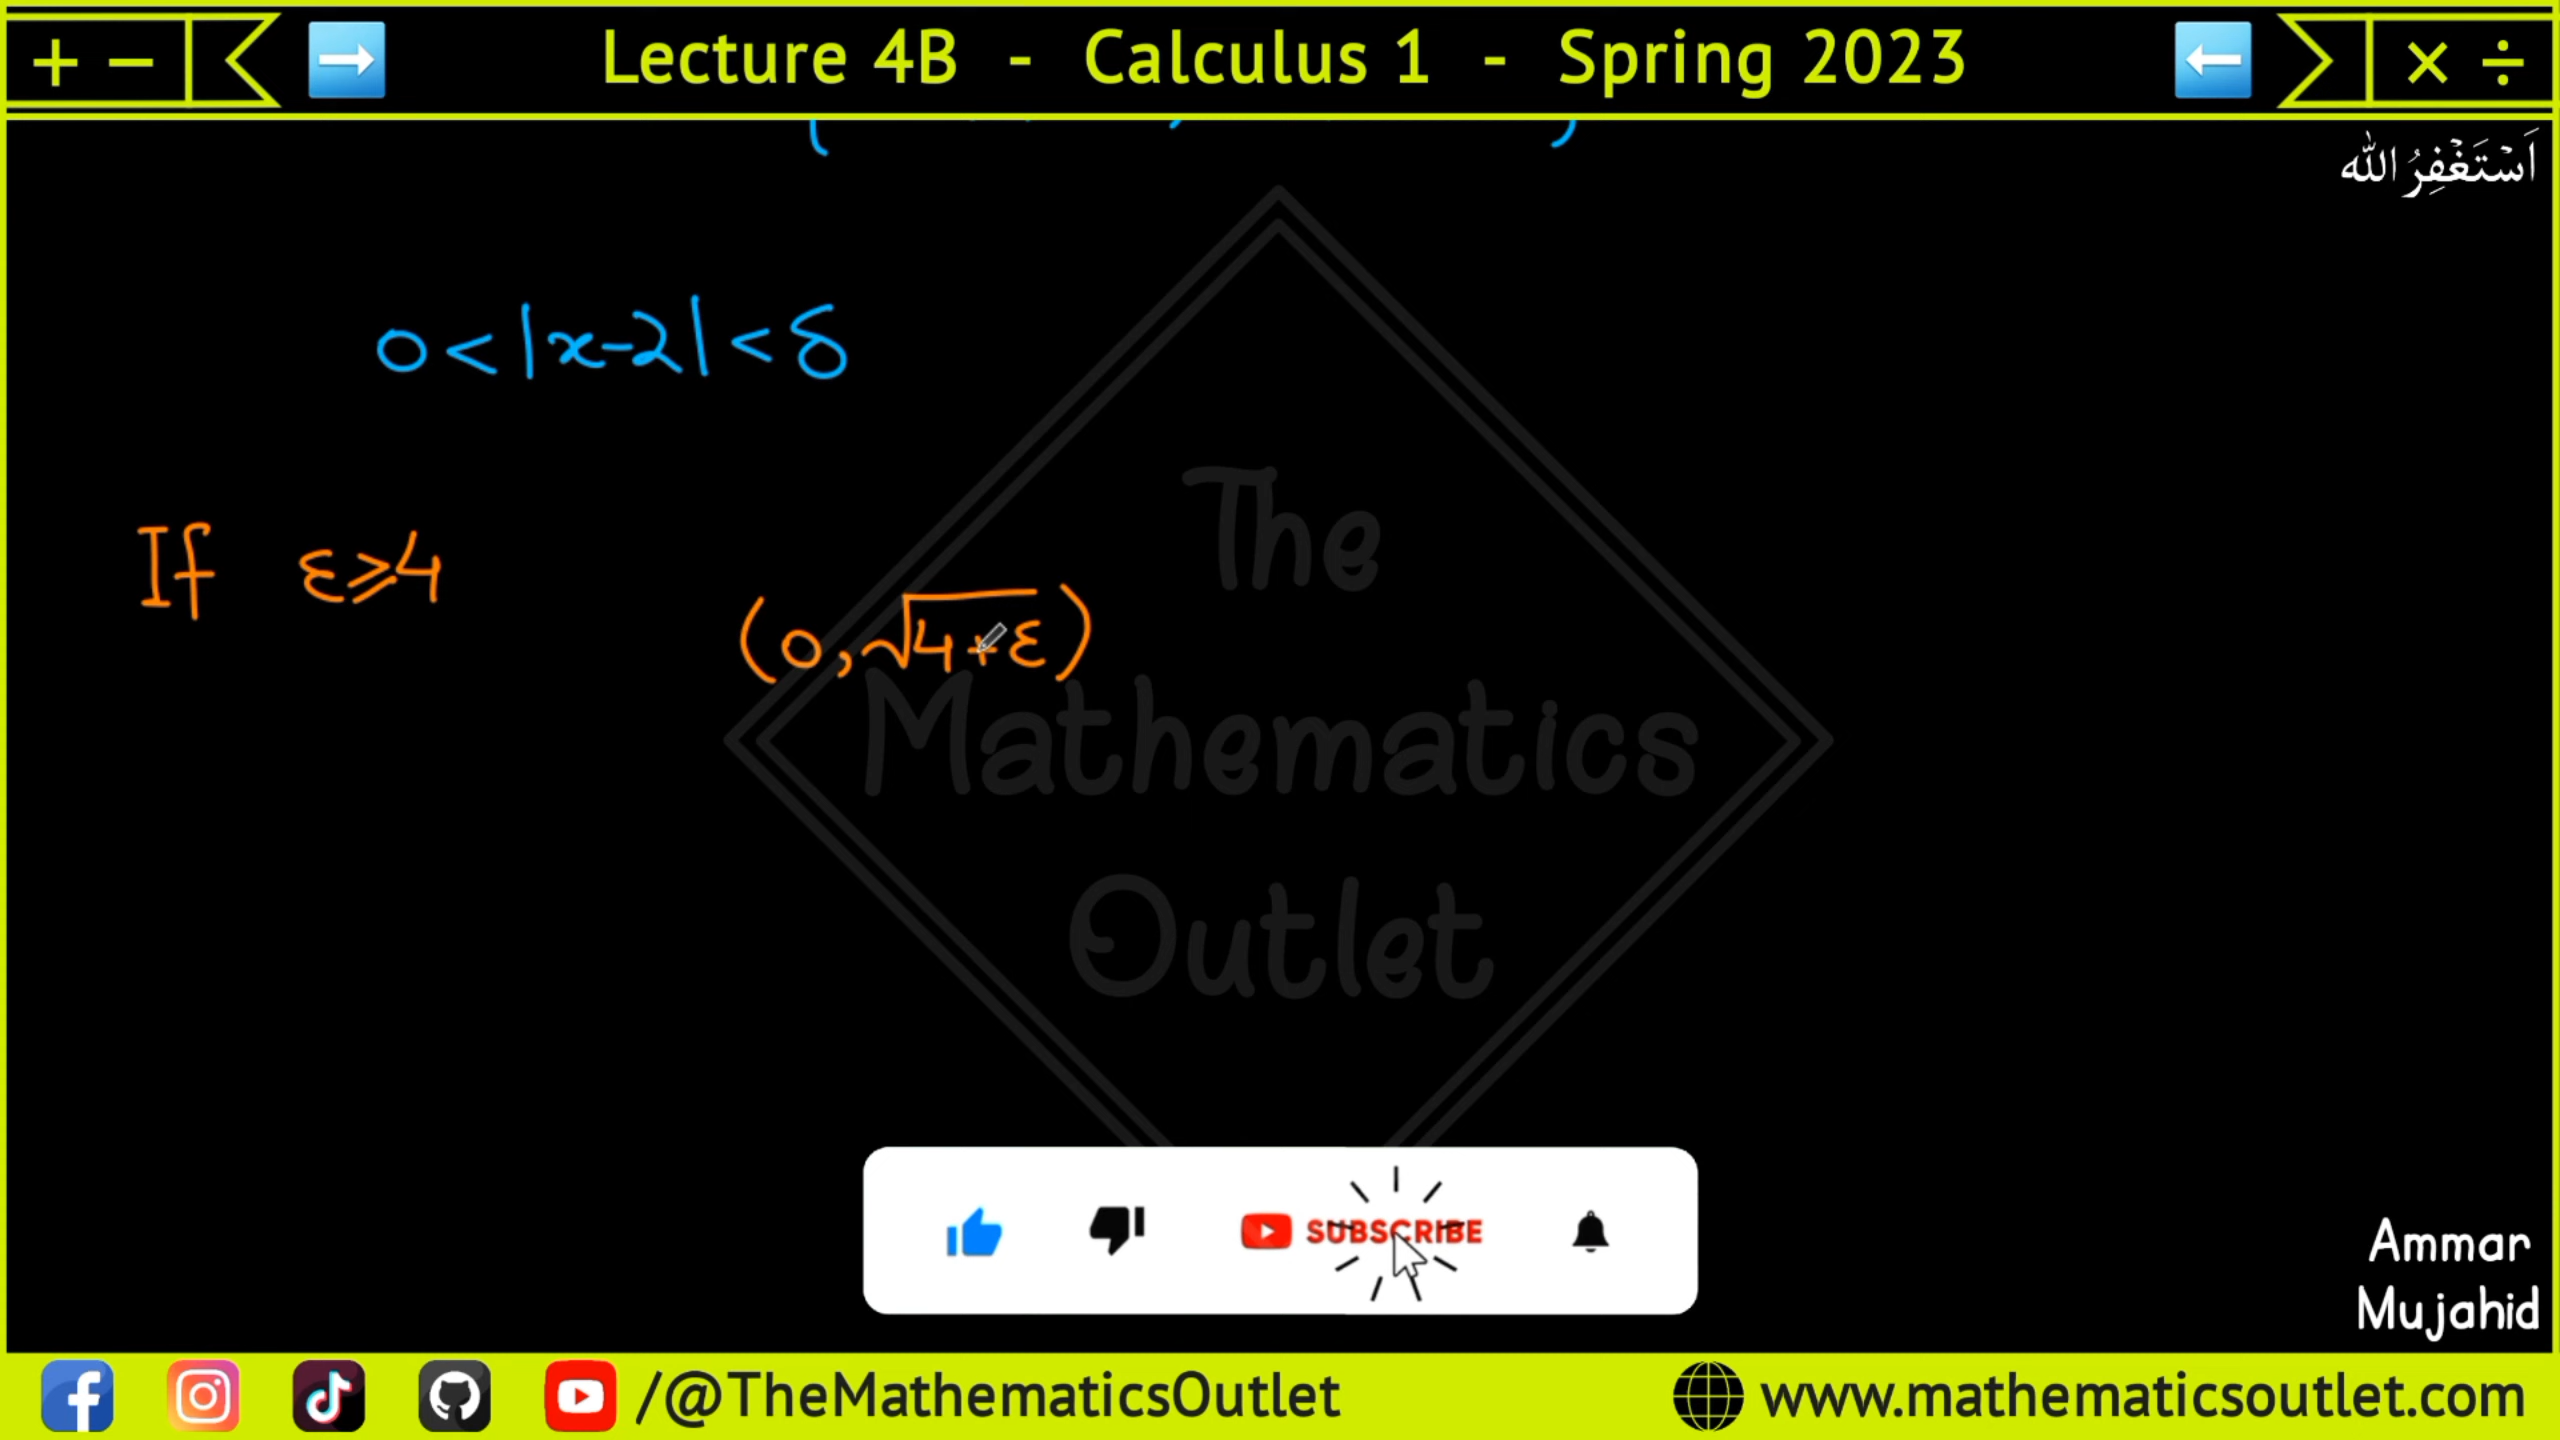 + − Lecture 4B - Calculus 1 - Spring 2023 × ÷
اَسْتَغْفِرُ الله
0 < |x-2| < δ
If ε ⩾ 4
(0, √4+ε)
The
Mathematics
Outlet
SUBSCRIBE
Ammar
Mujahid
/@TheMathematicsOutlet www.mathematicsoutlet.com